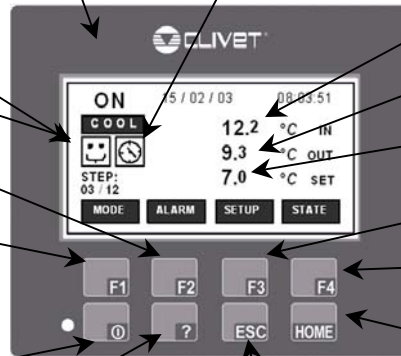 CLIVET
ON 15 / 02 / 03 08:03:51
COOL
12.2 °C IN
9.3 °C OUT
STEP: 7.0 °C SET
03 / 12
MODE ALARM SETUP STATE
F1 F2 F3 F4
? ESC HOME